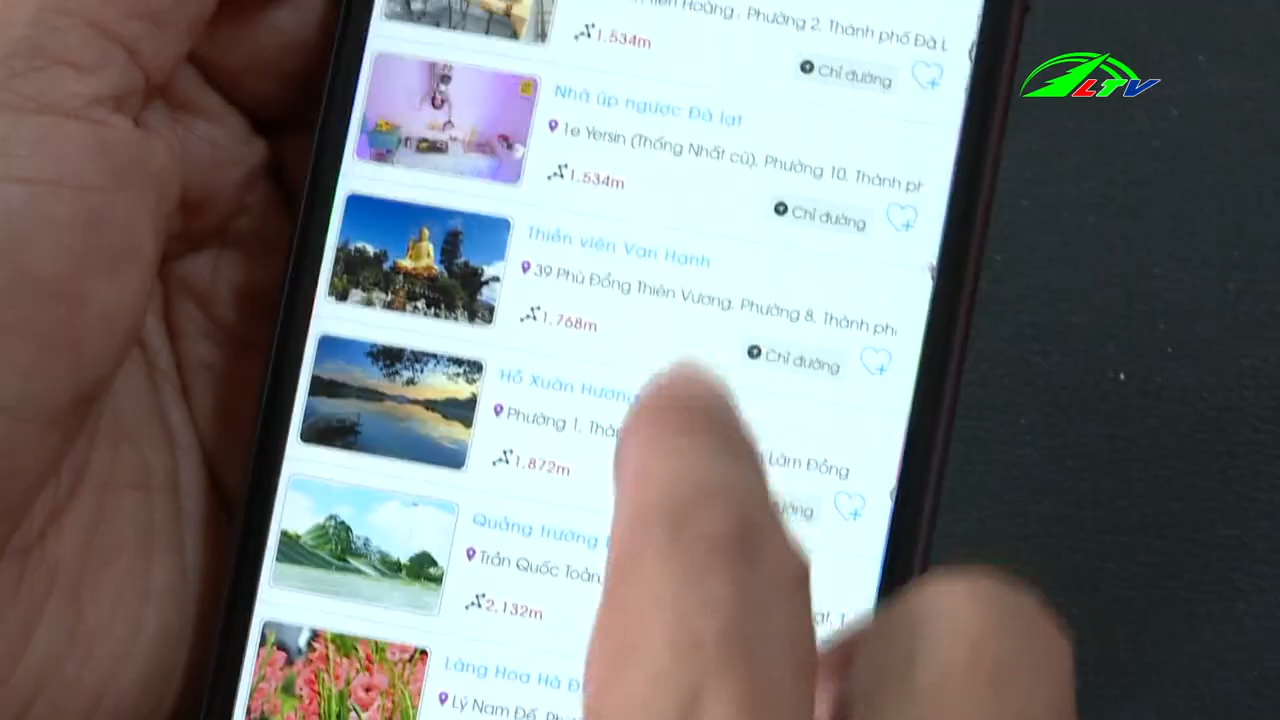 Hoàng, Phường 2, Thành phố Đà L
1.534m
Chỉ đường
LTV
Nhà úp ngược Đà lạt
1e Yersin (Thống Nhất cũ), Phường 10, Thành ph
1.534m
Chỉ đường
Thiền viện Vạn Hạnh
39 Phù Đổng Thiên Vương, Phường 8, Thành ph
1.768m
Chỉ đường
Hồ Xuân Hương
Phường 1, Lâm Đồng
1.872m
Quảng trường
Trần Quốc Toản,
2.132m
Làng Hoa Hà Đ
Lý Nam Đế,